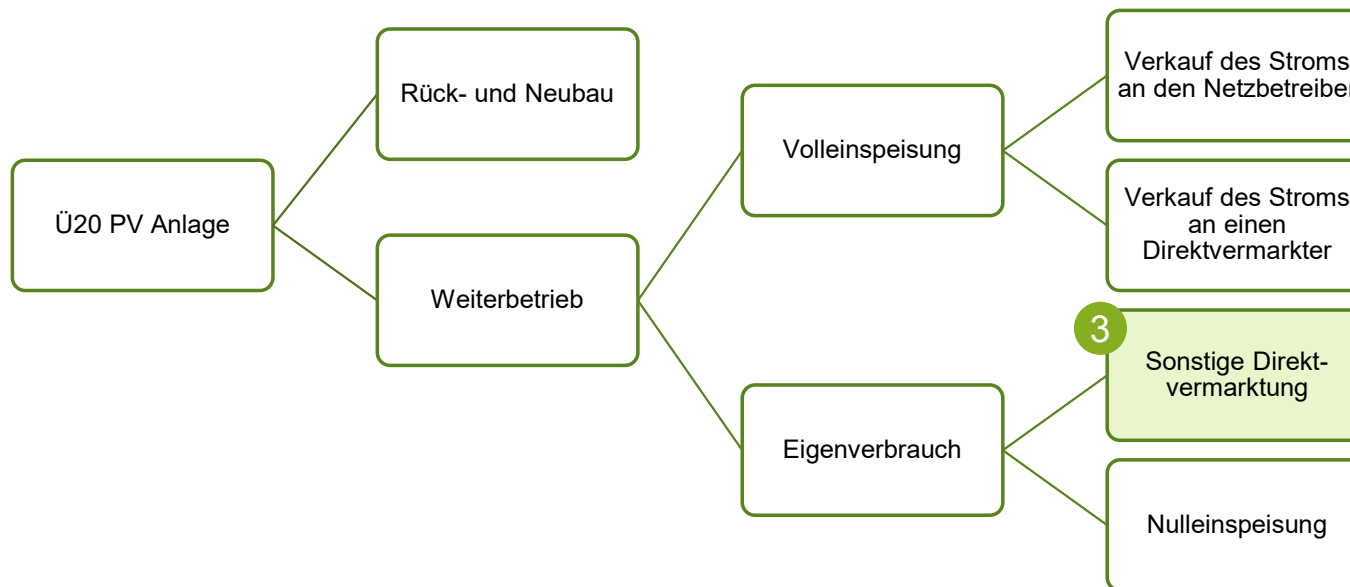 Ü20 PV Anlage
Rück- und Neubau
Weiterbetrieb
Volleinspeisung
Eigenverbrauch
Verkauf des Stroms
an den Netzbetreiber
Verkauf des Stroms
an einen
Direktvermarkter
3
Sonstige Direkt-
vermarktung
Nulleinspeisung